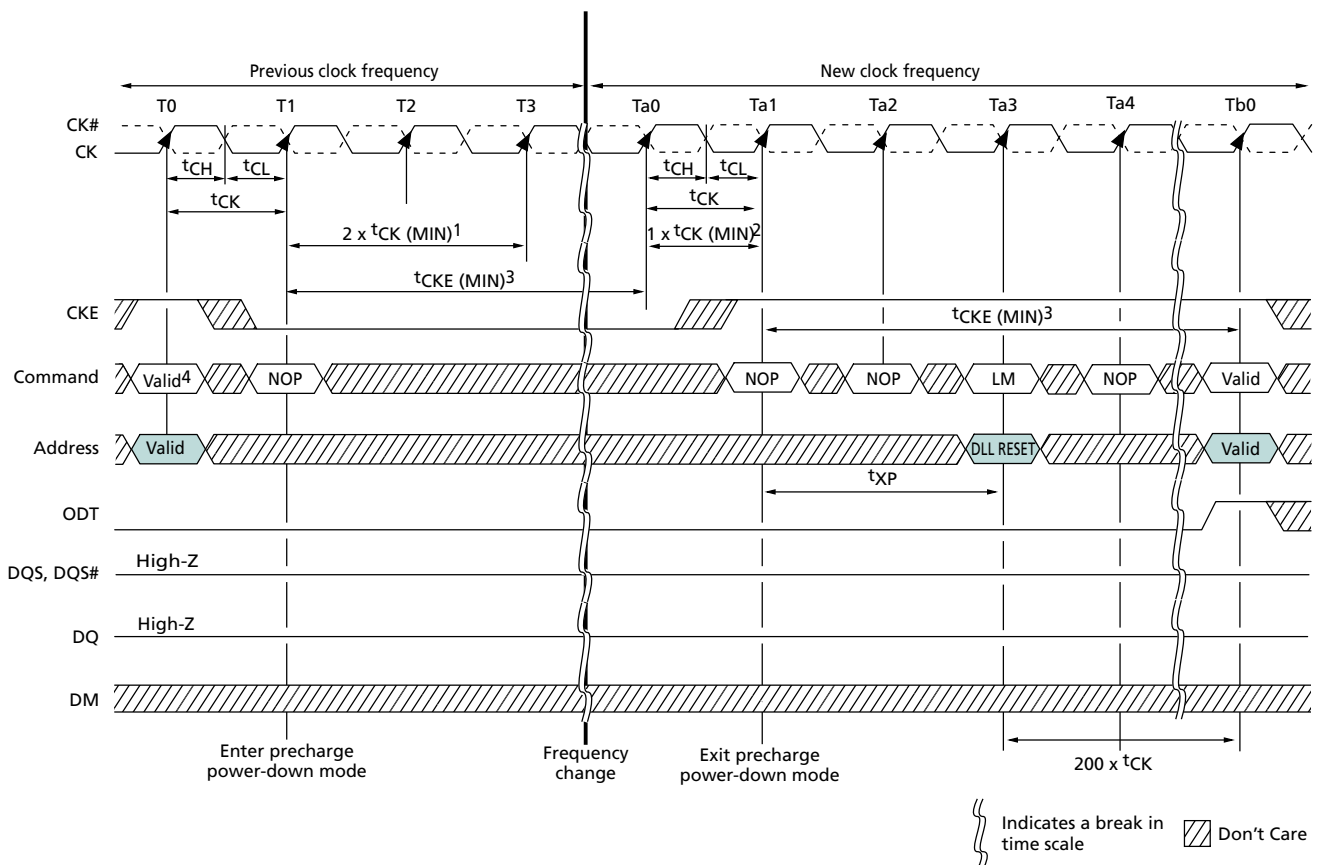 Previous clock frequency
New clock frequency
T0 T1 T2 T3 Ta0 Ta1 Ta2 Ta3 Ta4 Tb0
CK#
CK
tCH tCL tCH tCL
tCK tCK
2 x tCK (MIN)1 1 x tCK (MIN)2
tCKE (MIN)3
CKE
tCKE (MIN)3
Command Valid4 NOP NOP NOP LM NOP Valid
Address Valid DLL RESET Valid
tXP
ODT
High-Z
DQS, DQS#
High-Z
DQ
DM
Enter precharge
power-down mode
Frequency
change
Exit precharge
power-down mode
200 x tCK
Indicates a break in
time scale
Don't Care